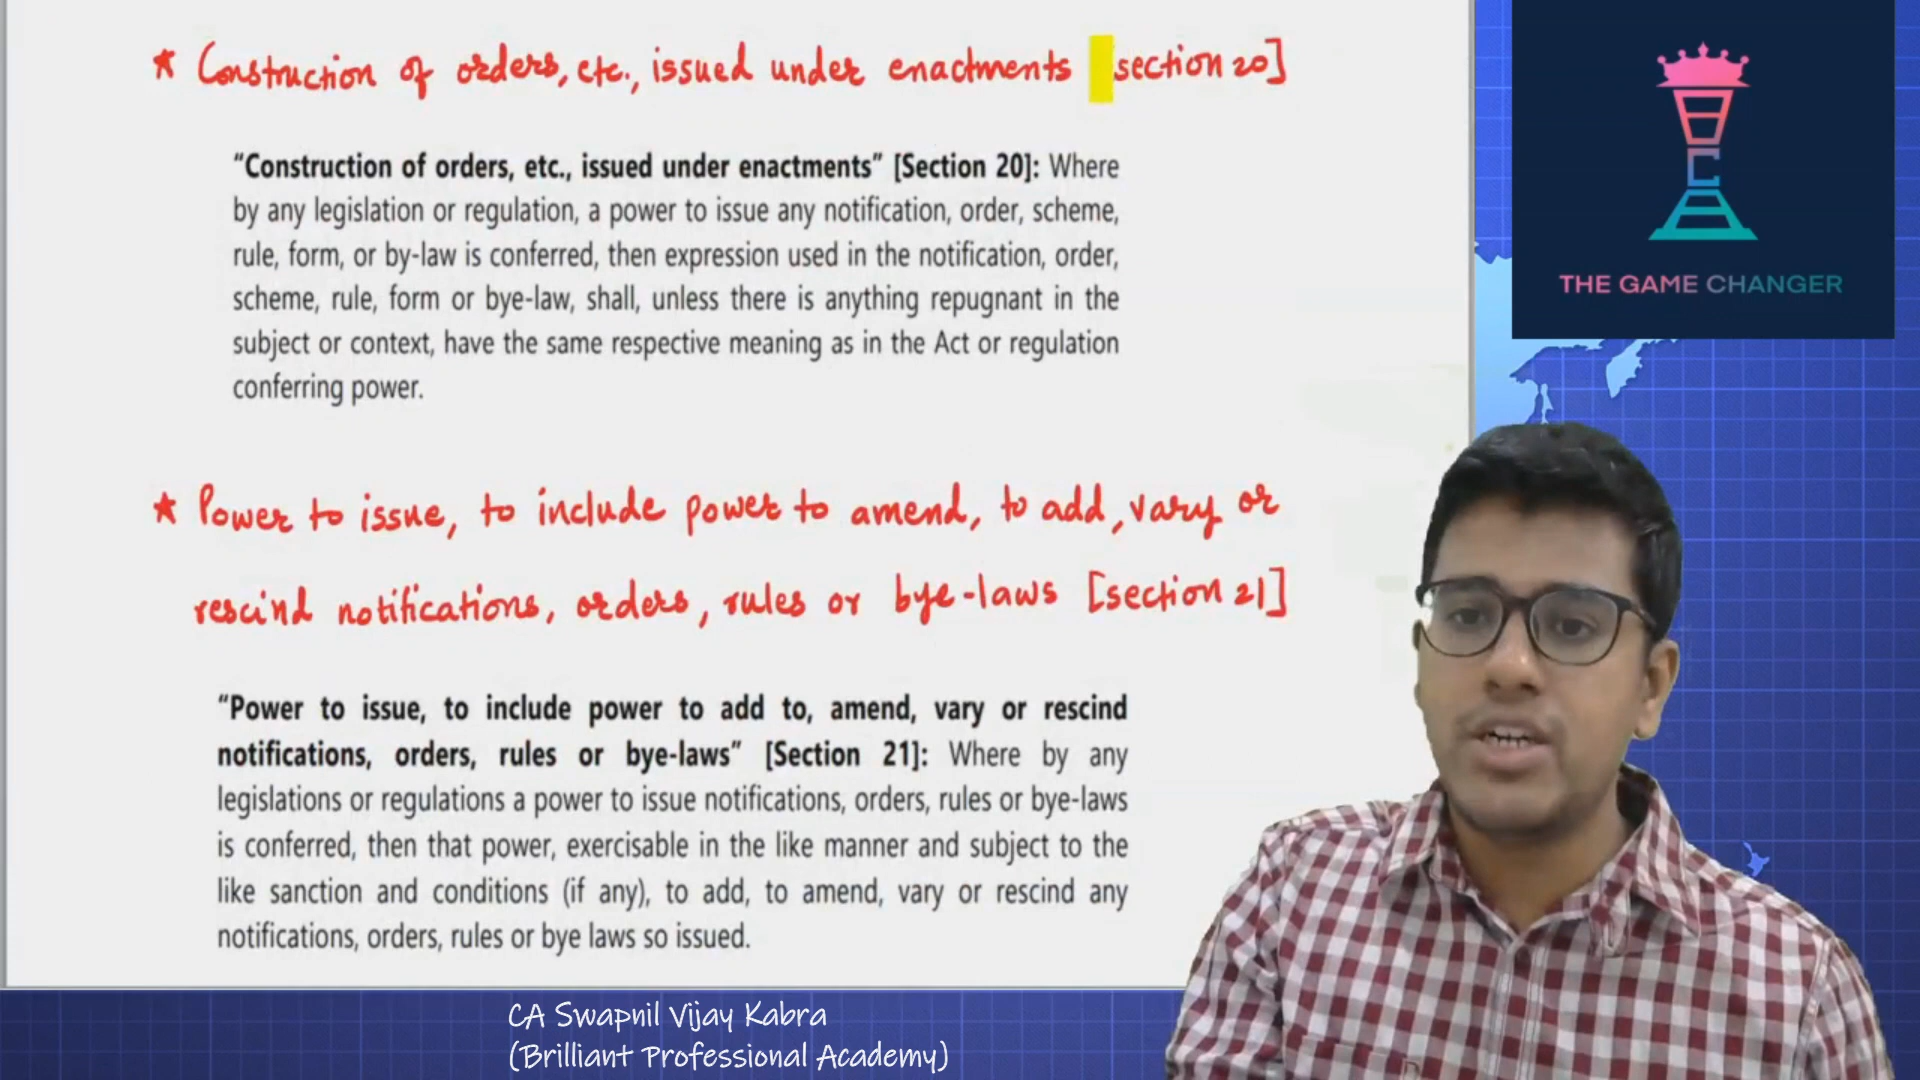 ★ Construction of orders, etc., issued under enactments [section 20]
“Construction of orders, etc., issued under enactments” [Section 20]: Where
by any legislation or regulation, a power to issue any notification, order, scheme,
rule, form, or by-law is conferred, then expression used in the notification, order,
scheme, rule, form or bye-law, shall, unless there is anything repugnant in the
subject or context, have the same respective meaning as in the Act or regulation
conferring power.
★ Power to issue, to include power to amend, to add, vary or
rescind notifications, orders, rules or bye-laws [section 21]
“Power to issue, to include power to add to, amend, vary or rescind
notifications, orders, rules or bye-laws” [Section 21]: Where by any
legislations or regulations a power to issue notifications, orders, rules or bye-laws
is conferred, then that power, exercisable in the like manner and subject to the
like sanction and conditions (if any), to add, to amend, vary or rescind any
notifications, orders, rules or bye laws so issued.
THE GAME CHANGER
CA Swapnil Vijay Kabra
(Brilliant Professional Academy)